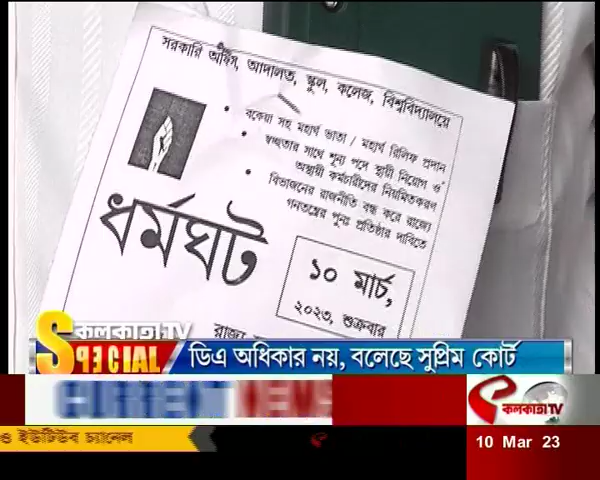 সরকারি অফিস, আদালত, স্কুল, কলেজ, বিশ্ববিদ্যালয়ে
• বকেয়া সহ মহার্ঘ ভাতা / মহার্ঘ রিলিফ প্রদান
• স্বচ্ছতার সাথে শূন্য পদে স্থায়ী নিয়োগ ও
অস্থায়ী কর্মচারীদের নিয়মিতকরণ
• বিভাজনের রাজনীতি বন্ধ করে রাজ্যে
গনতন্ত্রের পুনঃ প্রতিষ্ঠার দাবিতে
ধর্মঘট
১০ মার্চ,
২০২৩, শুক্রবার
রাজ্য
কলকাতা TV
SPECIAL
ডিএ অধিকার নয়, বলেছে সুপ্রিম কোর্ট
CURRENT NEWS
কলকাতা TV
ও ইউটিউব চ্যানেল
10 Mar 23